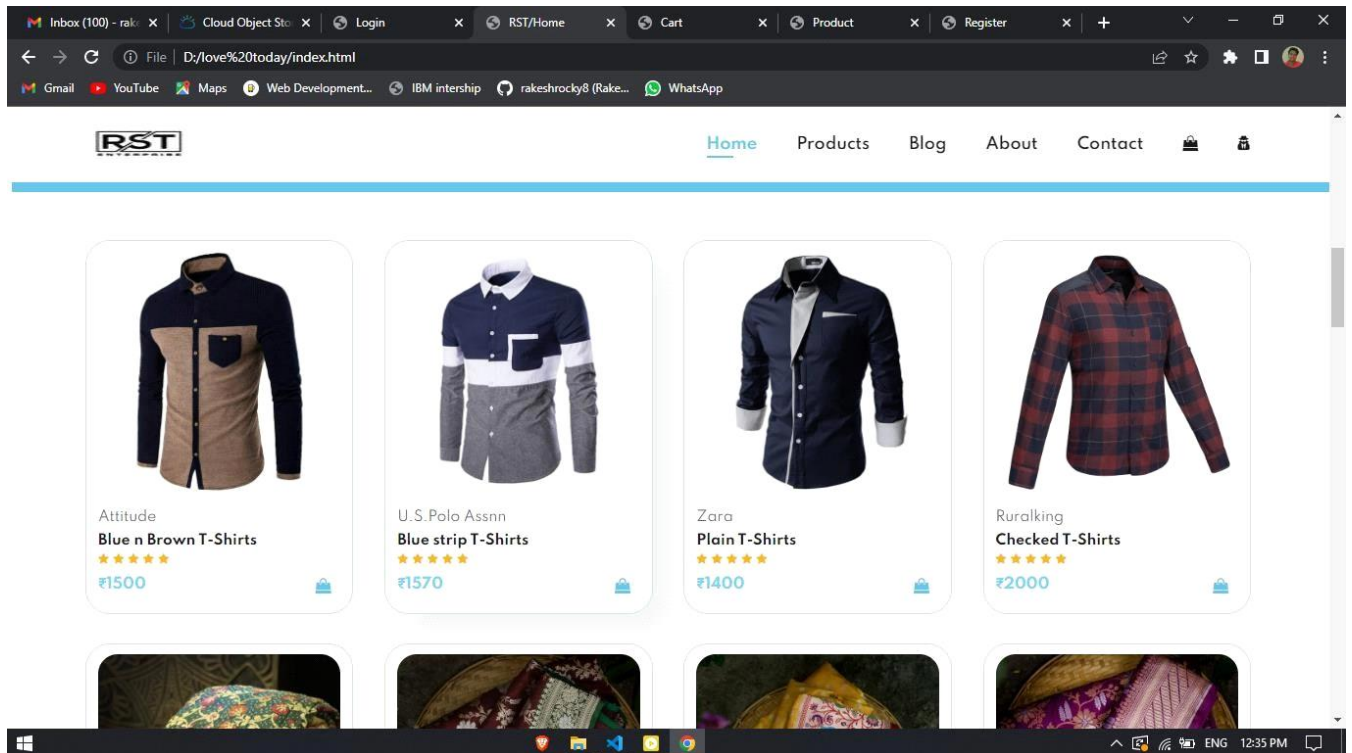 Inbox (100) - rak
Cloud Object Sto
Login
RST/Home
Cart
Product
Register
File
D:/love%20today/index.html
Gmail
YouTube
Maps
Web Development...
IBM intership
rakeshrocky8 (Rake...
WhatsApp
RST
ENTERPRISE
Home
Products
Blog
About
Contact
Attitude
Blue n Brown T-Shirts
₹1500
U.S.Polo Assnn
Blue strip T-Shirts
₹1570
Zara
Plain T-Shirts
₹1400
Ruralking
Checked T-Shirts
₹2000
ENG
12:35 PM